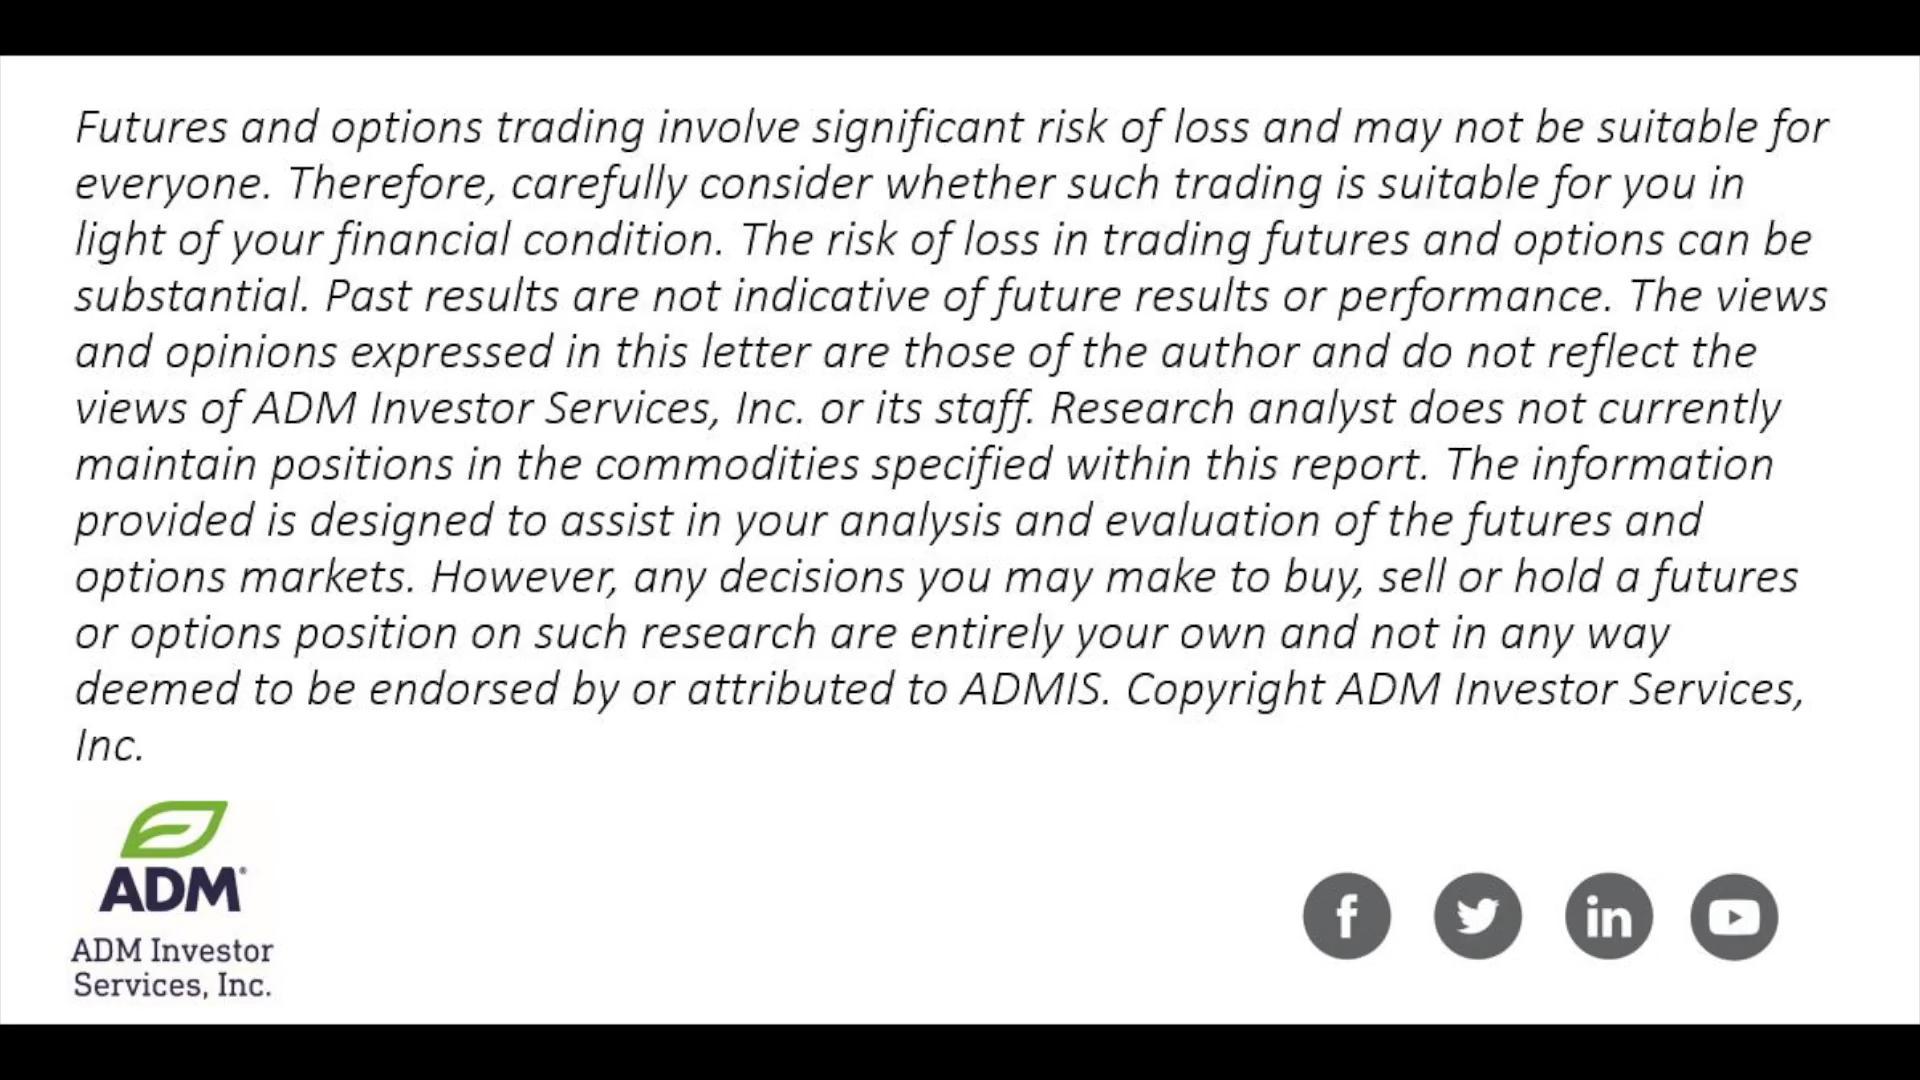 Futures and options trading involve significant risk of loss and may not be suitable for
everyone. Therefore, carefully consider whether such trading is suitable for you in
light of your financial condition. The risk of loss in trading futures and options can be
substantial. Past results are not indicative of future results or performance. The views
and opinions expressed in this letter are those of the author and do not reflect the
views of ADM Investor Services, Inc. or its staff. Research analyst does not currently
maintain positions in the commodities specified within this report. The information
provided is designed to assist in your analysis and evaluation of the futures and
options markets. However, any decisions you may make to buy, sell or hold a futures
or options position on such research are entirely your own and not in any way
deemed to be endorsed by or attributed to ADMIS. Copyright ADM Investor Services,
Inc.
ADM®
ADM Investor
Services, Inc.
f
in